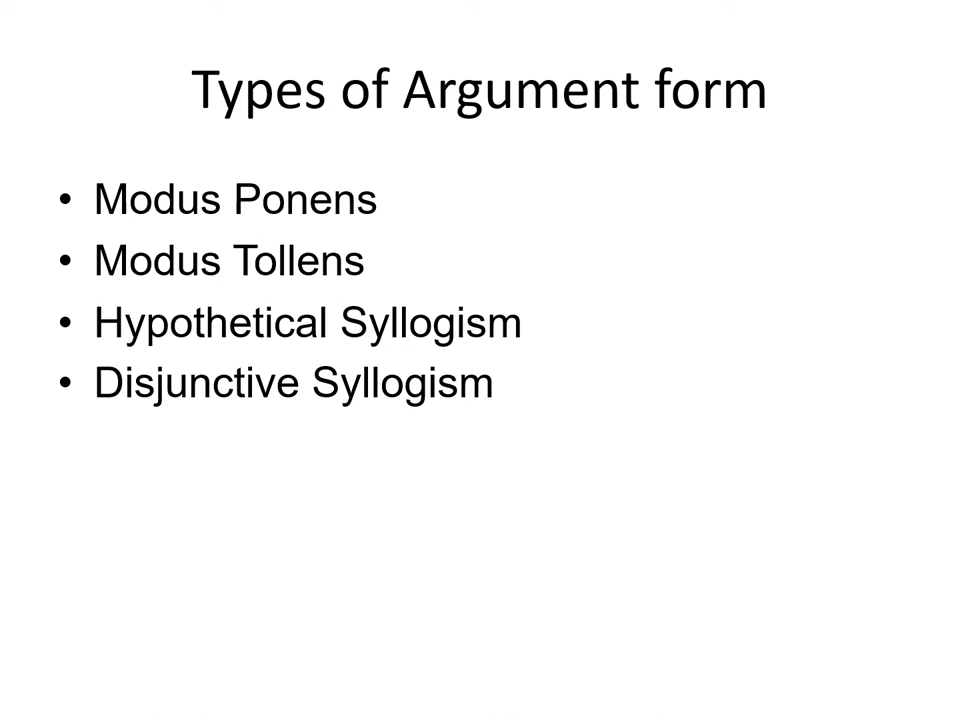 Types of Argument form
• Modus Ponens
• Modus Tollens
• Hypothetical Syllogism
• Disjunctive Syllogism